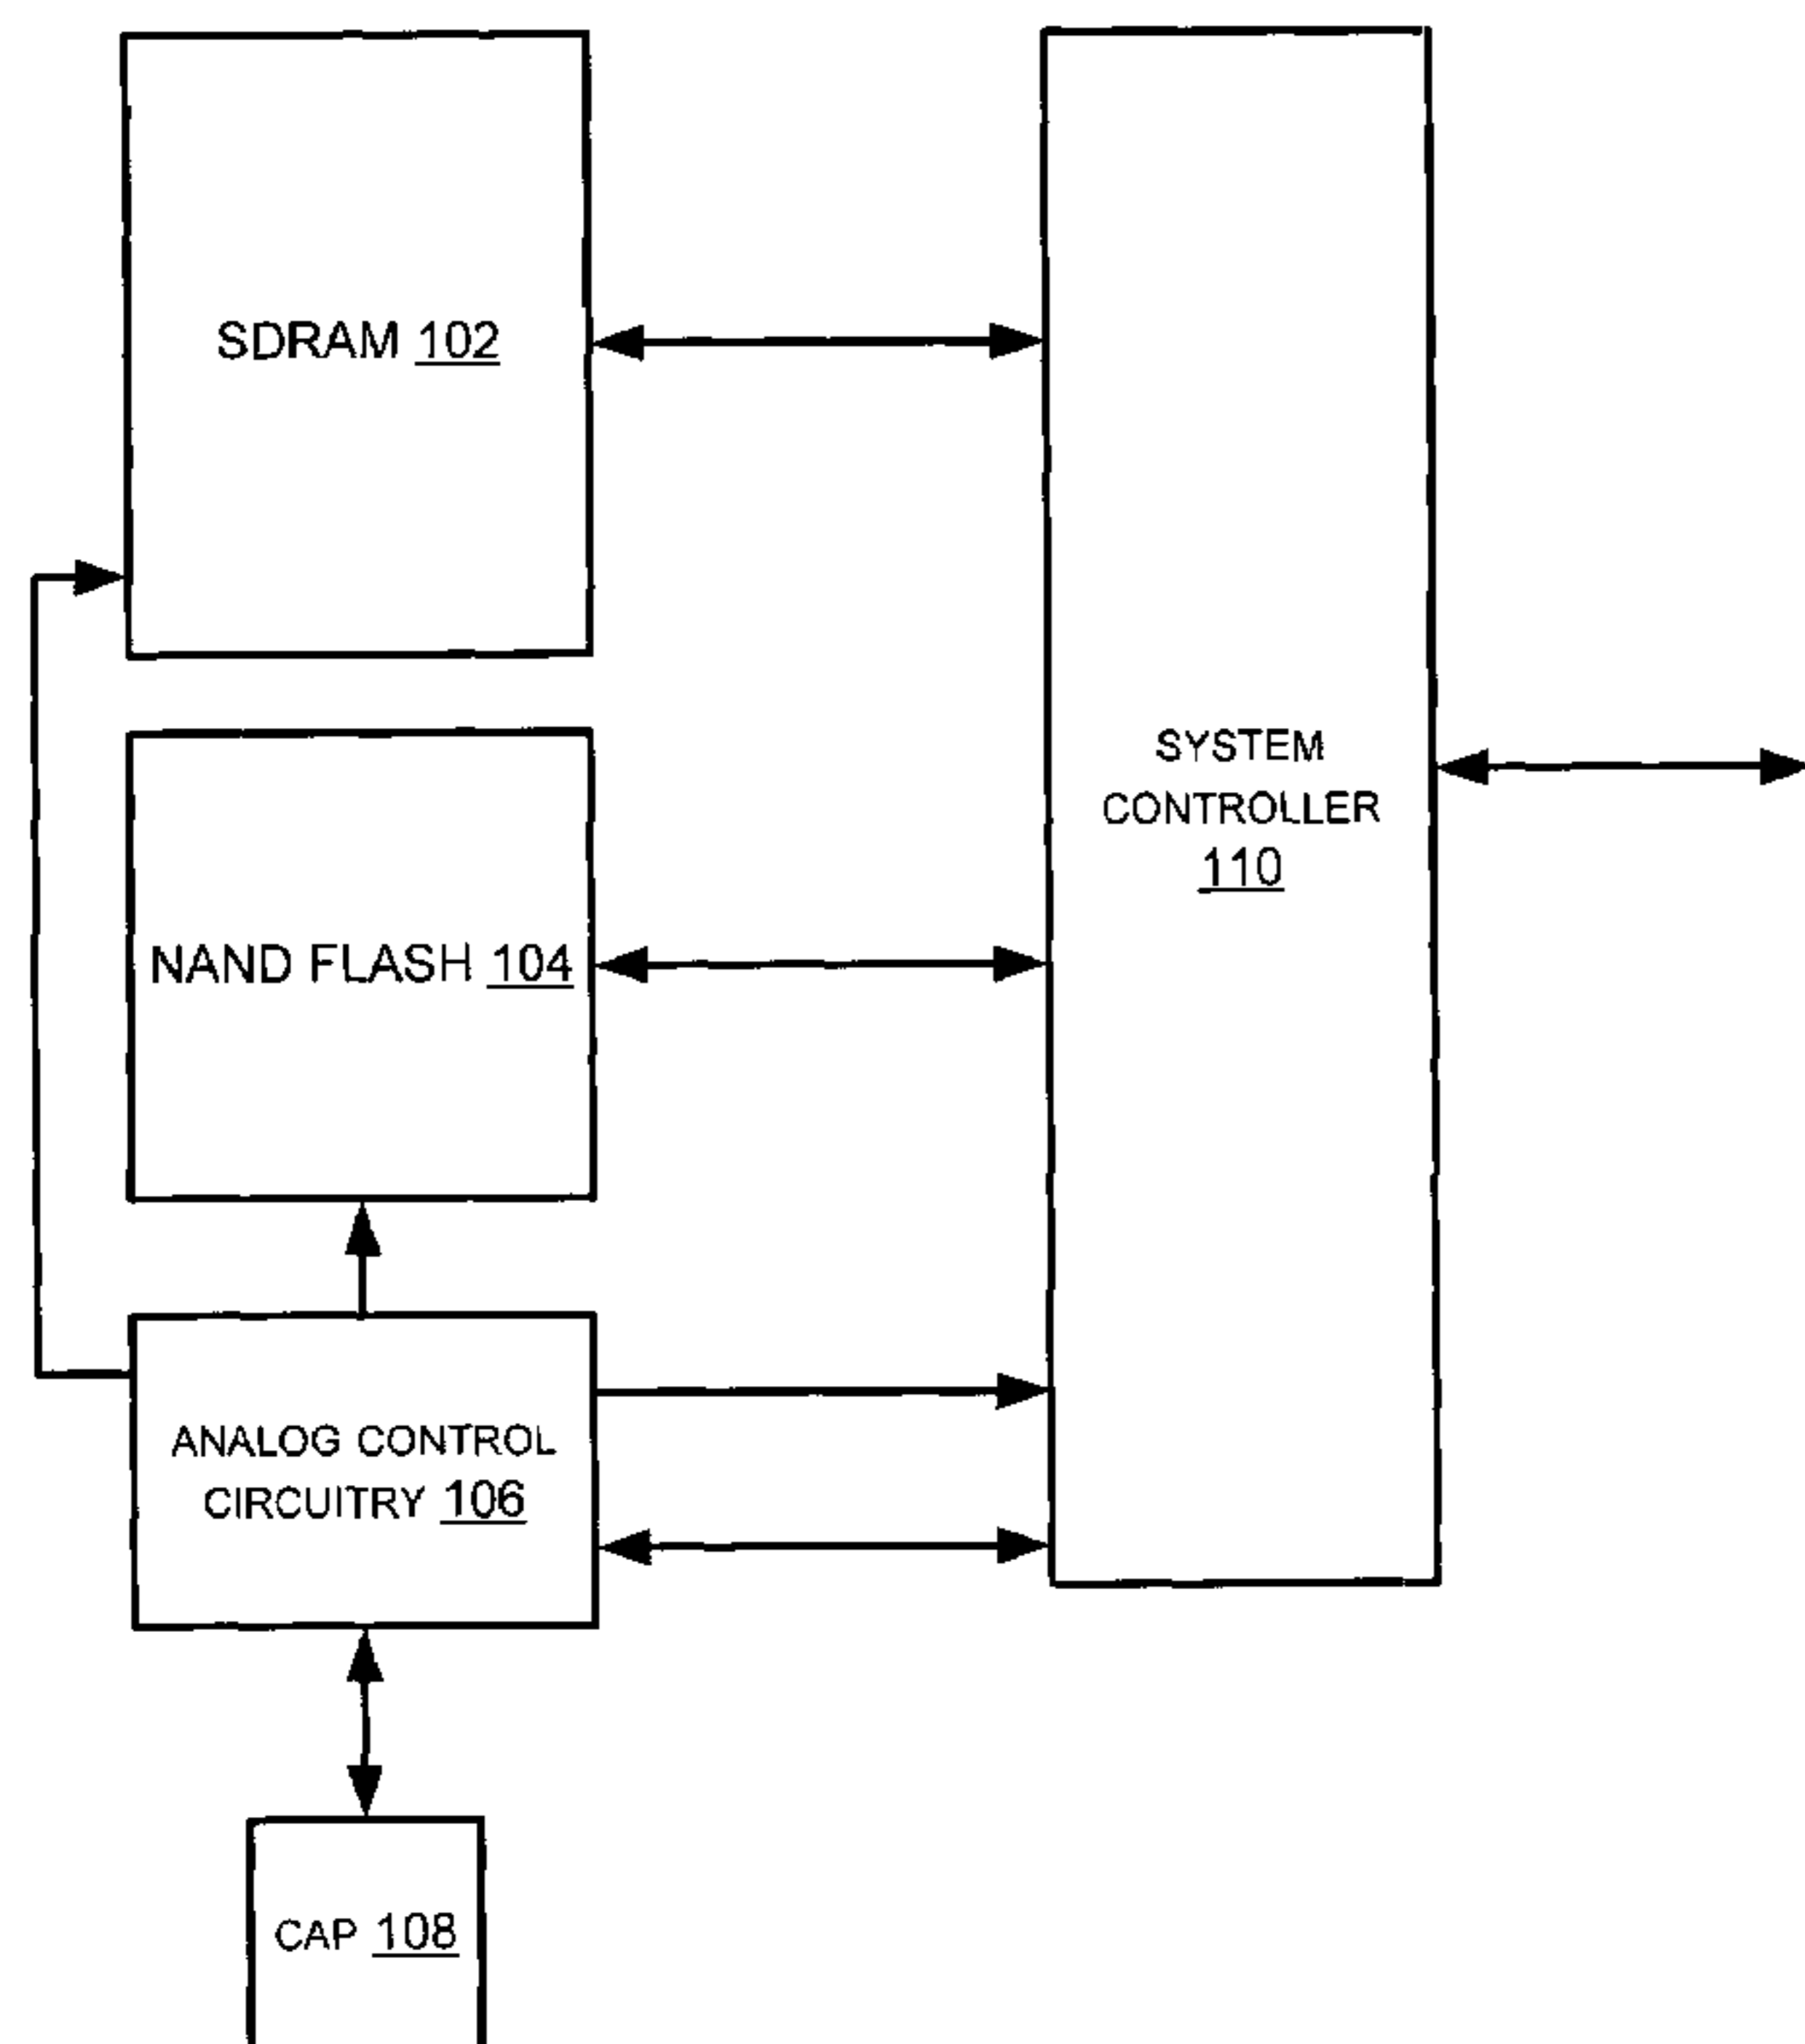 SDRAM 102
NAND FLASH 104
SYSTEM
CONTROLLER
110
ANALOG CONTROL
CIRCUITRY 106
CAP 108